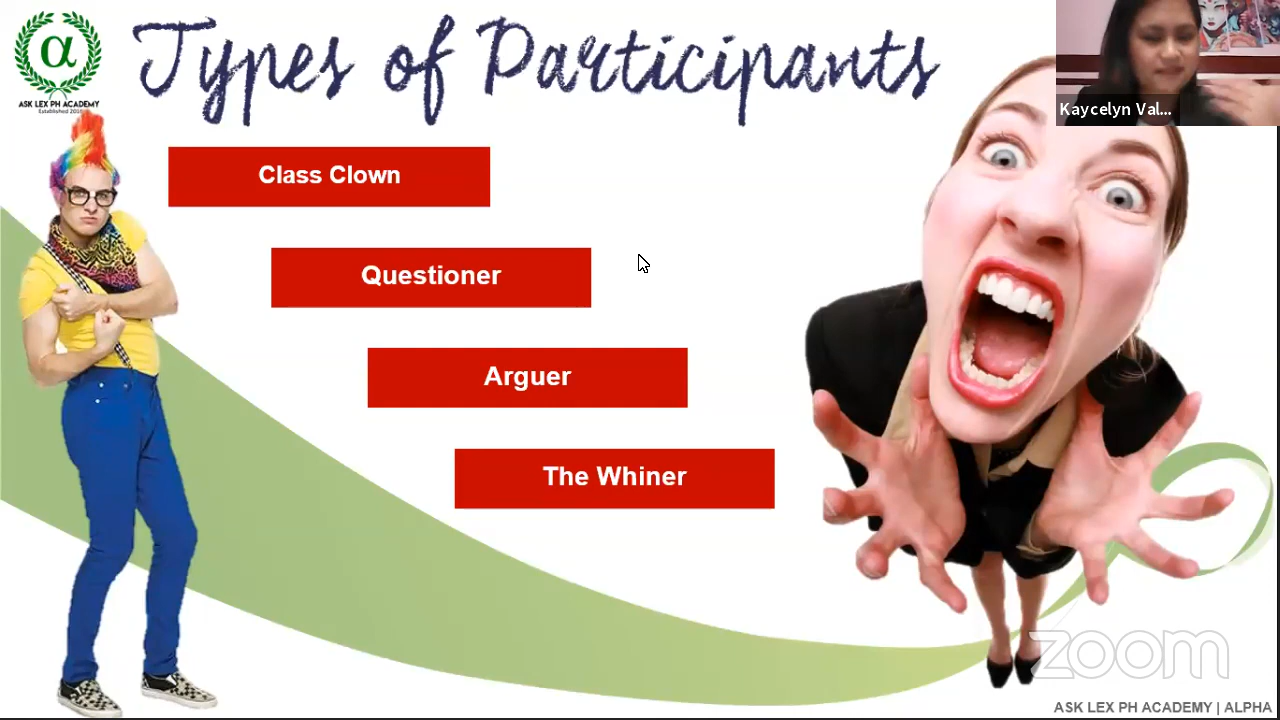 α
ASK LEX PH ACADEMY
Types of Participants
Kaycelyn Val...
Class Clown
Questioner
Arguer
The Whiner
zoom
ASK LEX PH ACADEMY | ALPHA